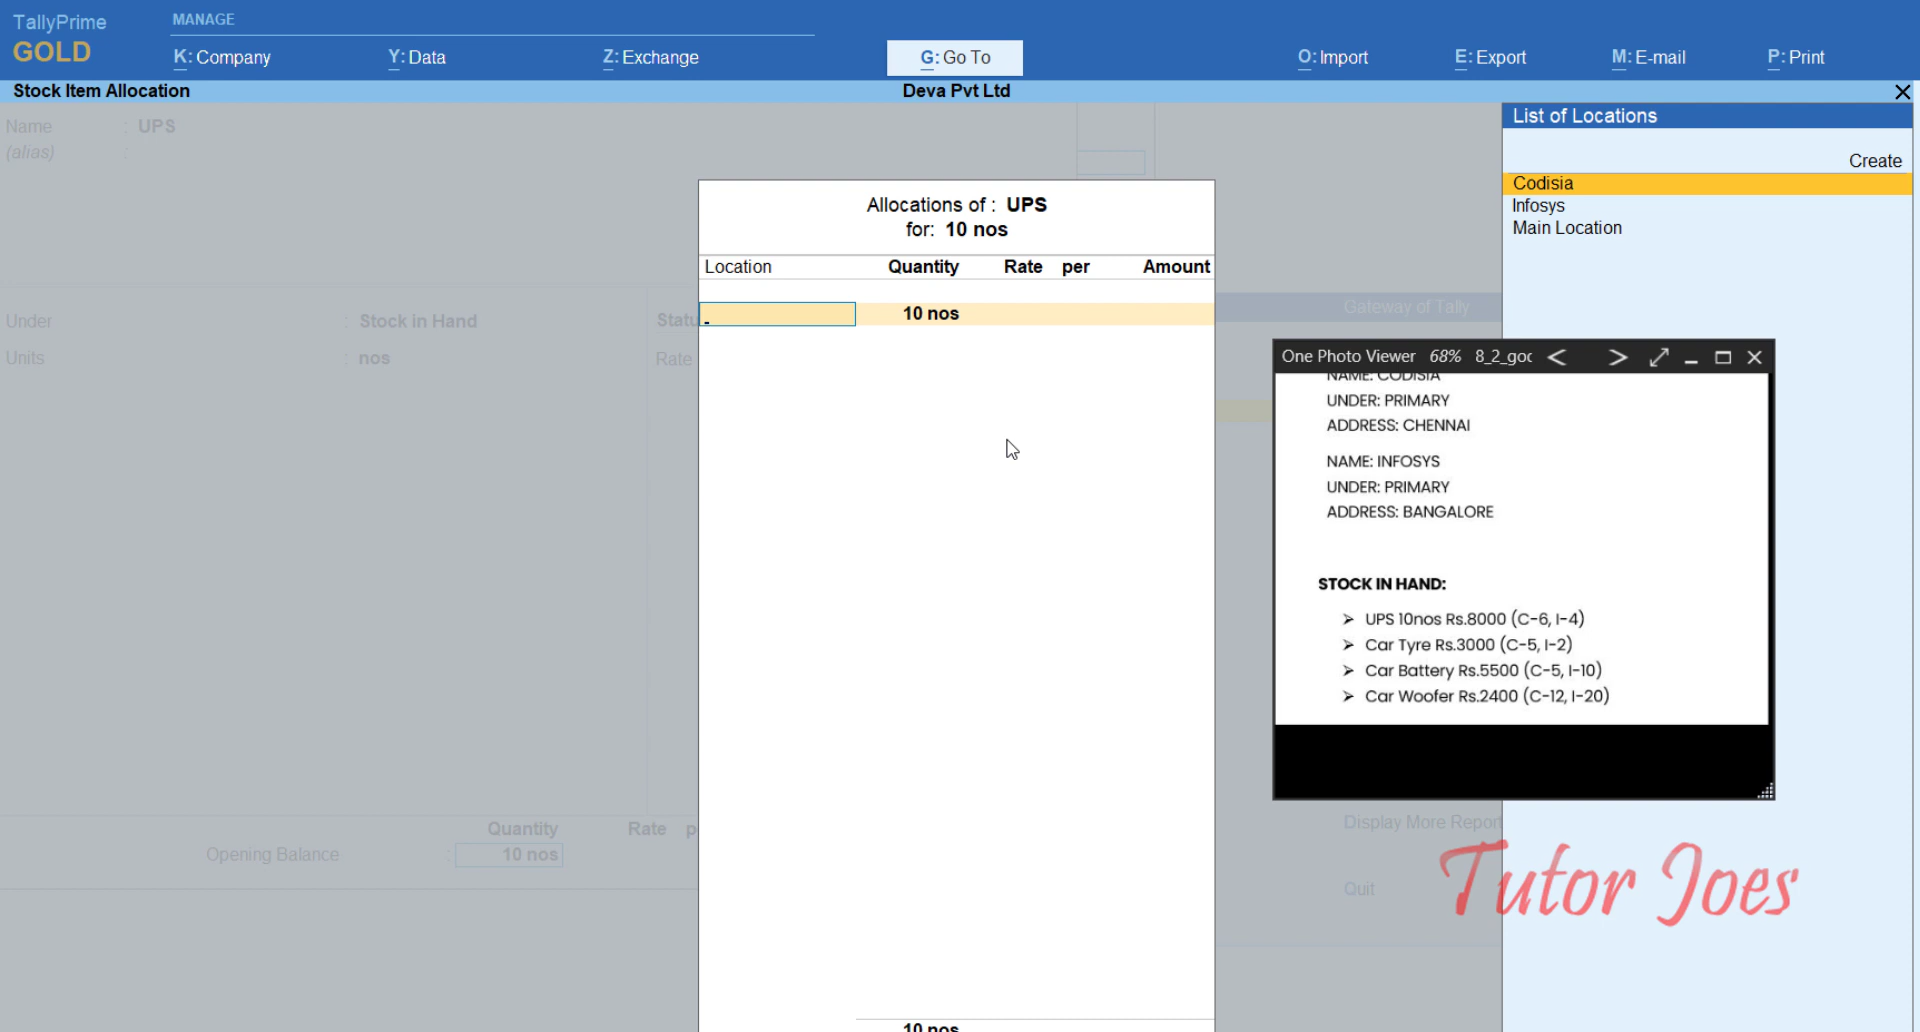 TallyPrime
GOLD
MANAGE
K: Company
Y: Data
Z: Exchange
G: Go To
O: Import
E: Export
M: E-mail
P: Print
Stock Item Allocation
Deva Pvt Ltd
Name : UPS
(alias) :
Under : Stock in Hand
Units : nos
Statu
Rate
Allocations of : UPS
for: 10 nos
Location Quantity Rate per Amount
10 nos
10 nos
Quantity Rate p
Opening Balance : 10 nos
Gateway of Tally
Display More Report
Quit
List of Locations
Create
Codisia
Infosys
Main Location
One Photo Viewer 68% 8_2_goc
NAME: CODISIA
UNDER: PRIMARY
ADDRESS: CHENNAI
NAME: INFOSYS
UNDER: PRIMARY
ADDRESS: BANGALORE
STOCK IN HAND:
➢ UPS 10nos Rs.8000 (C-6, I-4)
➢ Car Tyre Rs.3000 (C-5, I-2)
➢ Car Battery Rs.5500 (C-5, I-10)
➢ Car Woofer Rs.2400 (C-12, I-20)
Tutor Joes